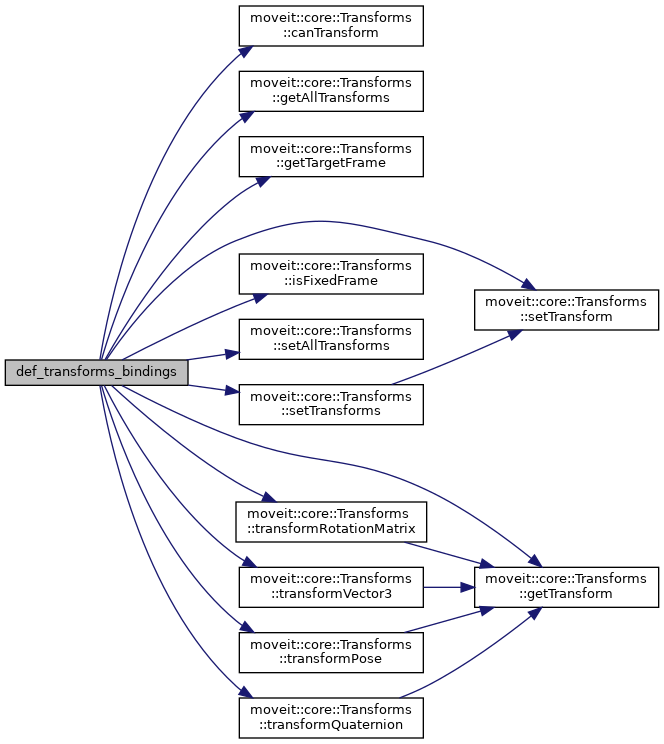 moveit::core::Transforms
::canTransform
moveit::core::Transforms
::getAllTransforms
moveit::core::Transforms
::getTargetFrame
moveit::core::Transforms
::isFixedFrame
moveit::core::Transforms
::setTransform
moveit::core::Transforms
::setAllTransforms
def_transforms_bindings
moveit::core::Transforms
::setTransforms
moveit::core::Transforms
::transformRotationMatrix
moveit::core::Transforms
::transformVector3
moveit::core::Transforms
::getTransform
moveit::core::Transforms
::transformPose
moveit::core::Transforms
::transformQuaternion